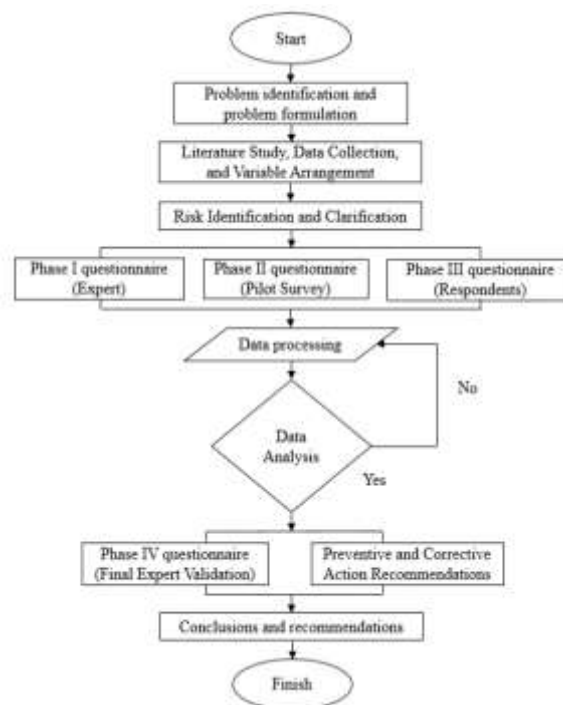 Start
Problem identification and
problem formulation
Literature Study, Data Collection,
and Variable Arrangement
Risk Identification and Clarification
Phase I questionnaire
(Expert)
Phase II questionnaire
(Pilot Survey)
Phase III questionnaire
(Respondents)
Data processing
No
Data
Analysis
Yes
Phase IV questionnaire
(Final Expert Validation)
Preventive and Corrective
Action Recommendations
Conclusions and recommendations
Finish